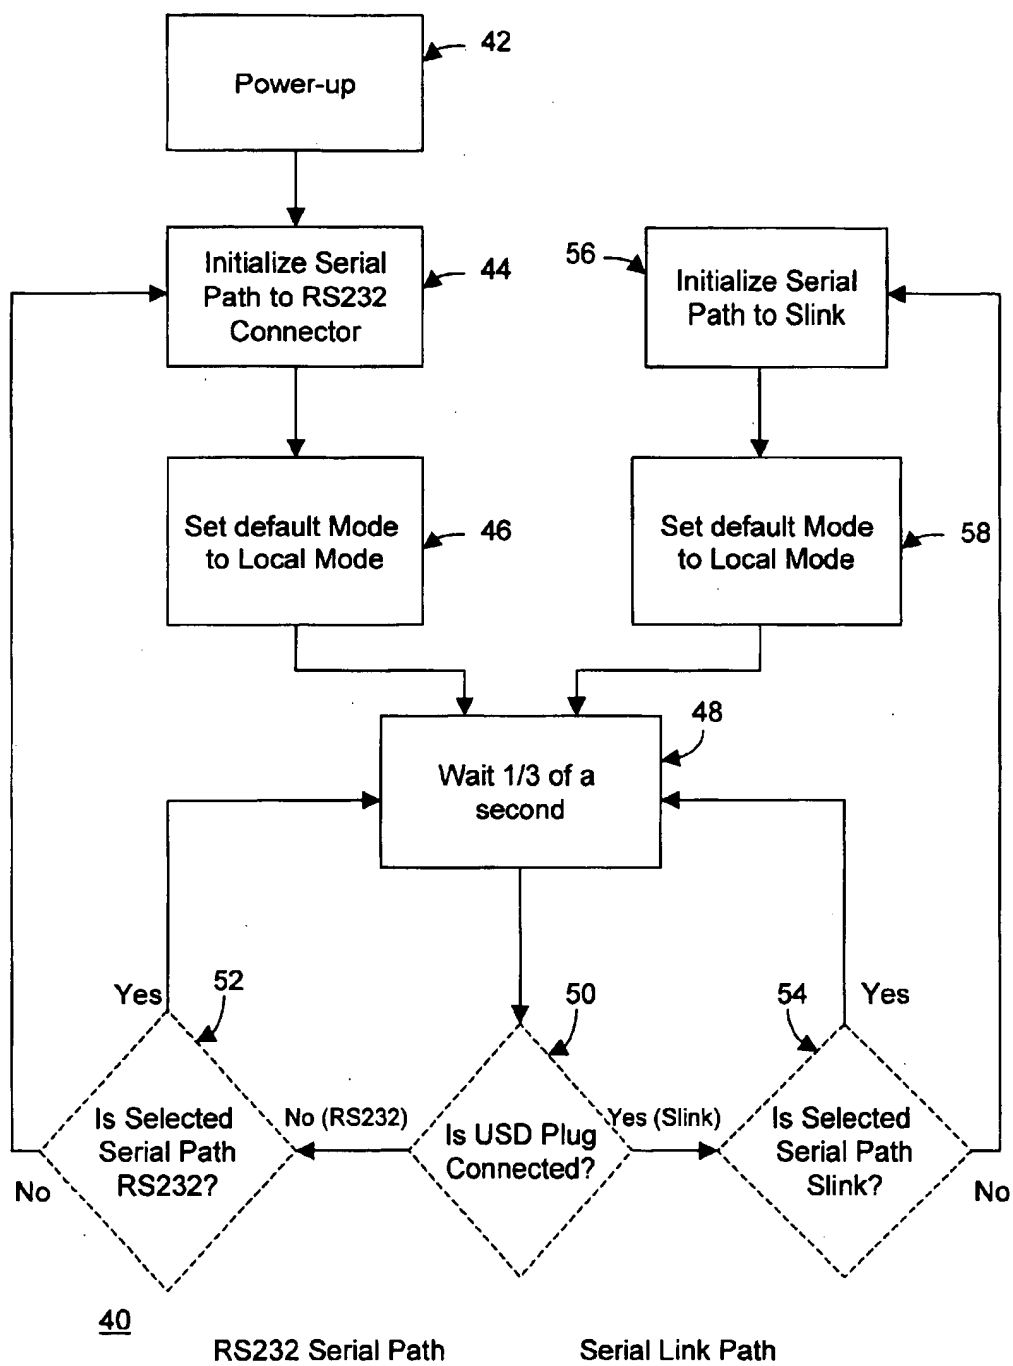 42
Power-up
Initialize Serial
Path to RS232
Connector
44
56
Initialize Serial
Path to Slink
Set default Mode
to Local Mode
46
Set default Mode
to Local Mode
58
48
Wait 1/3 of a
second
Yes
52
50
54
Yes
Is Selected
Serial Path
RS232?
No (RS232)
Is USD Plug
Connected?
Yes (Slink)
Is Selected
Serial Path
Slink?
No
No
40
RS232 Serial Path
Serial Link Path